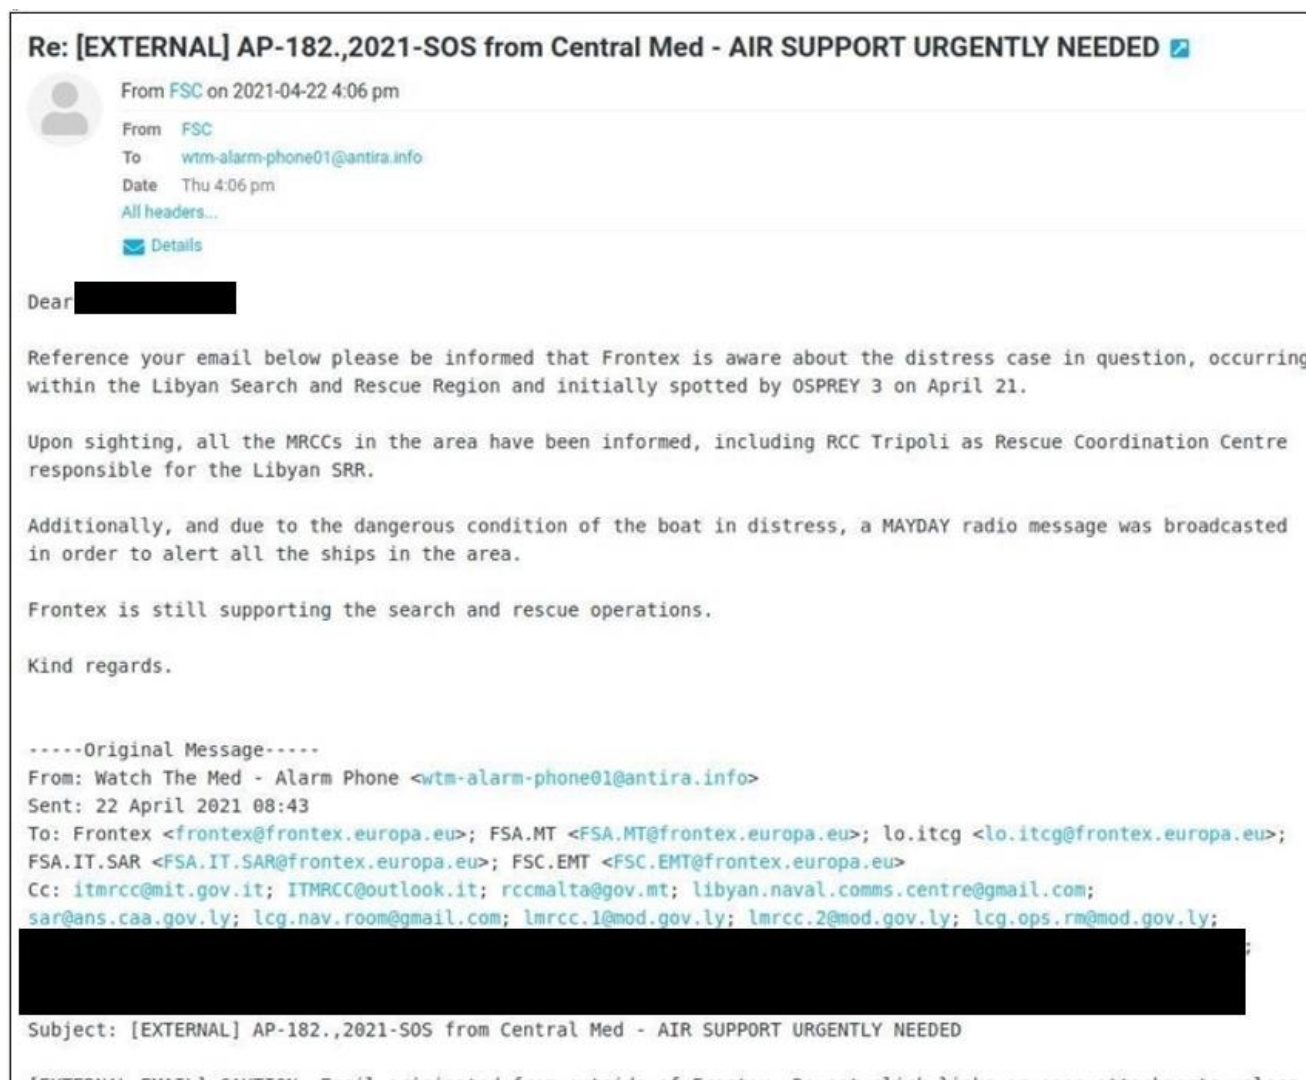 Re: [EXTERNAL] AP-182.,2021-SOS from Central Med - AIR SUPPORT URGENTLY NEEDED
From FSC on 2021-04-22 4:06 pm
From FSC
To wtm-alarm-phone01@antira.info
Date Thu 4:06 pm
All headers...
Details
Dear
Reference your email below please be informed that Frontex is aware about the distress case in question, occurring
within the Libyan Search and Rescue Region and initially spotted by OSPREY 3 on April 21.
Upon sighting, all the MRCCs in the area have been informed, including RCC Tripoli as Rescue Coordination Centre
responsible for the Libyan SRR.
Additionally, and due to the dangerous condition of the boat in distress, a MAYDAY radio message was broadcasted
in order to alert all the ships in the area.
Frontex is still supporting the search and rescue operations.
Kind regards.
-----Original Message-----
From: Watch The Med - Alarm Phone <wtm-alarm-phone01@antira.info>
Sent: 22 April 2021 08:43
To: Frontex <frontex@frontex.europa.eu>; FSA.MT <FSA.MT@frontex.europa.eu>; lo.itcg <lo.itcg@frontex.europa.eu>;
FSA.IT.SAR <FSA.IT.SAR@frontex.europa.eu>; FSC.EMT <FSC.EMT@frontex.europa.eu>
Cc: itmrcc@mit.gov.it; ITMRCC@outlook.it; rccmalta@gov.mt; libyan.naval.comms.centre@gmail.com;
sar@ans.caa.gov.ly; lcg.nav.room@gmail.com; lmrcc.1@mod.gov.ly; lmrcc.2@mod.gov.ly; lcg.ops.rm@mod.gov.ly;
;
Subject: [EXTERNAL] AP-182.,2021-SOS from Central Med - AIR SUPPORT URGENTLY NEEDED